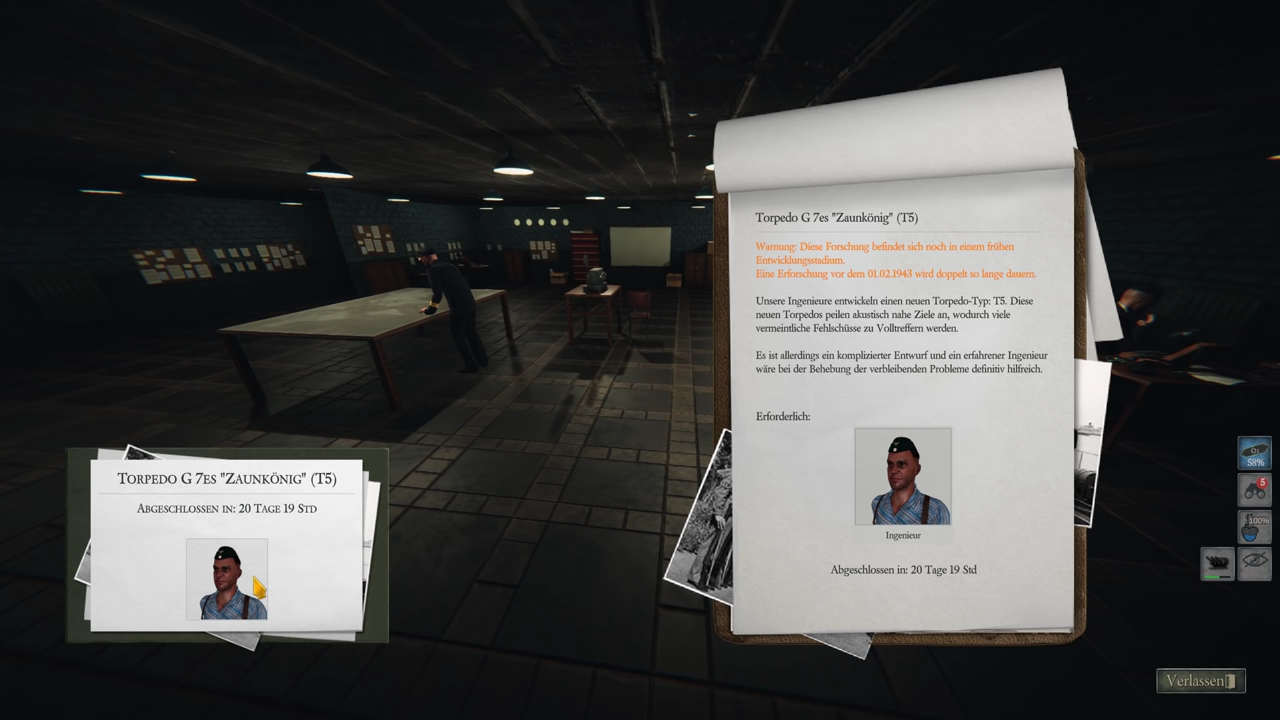 Torpedo G 7es "Zaunkönig" (T5)
Warnung: Diese Forschung befindet sich noch in einem frühen
Entwicklungsstadium.
Eine Erforschung vor dem 01.02.1943 wird doppelt so lange dauern.
Unsere Ingenieure entwickeln einen neuen Torpedo-Typ: T5. Diese
neuen Torpedos peilen akustisch nahe Ziele an, wodurch viele
vermeintliche Fehlschüsse zu Volltreffern werden.
Es ist allerdings ein komplizierter Entwurf und ein erfahrener Ingenieur
wäre bei der Behebung der verbleibenden Probleme definitiv hilfreich.
Erforderlich:
Ingenieur
Abgeschlossen in: 20 Tage 19 Std
Torpedo G 7es "Zaunkönig" (T5)
Abgeschlossen in: 20 Tage 19 Std
O₂
58%
5
100%
Verlassen